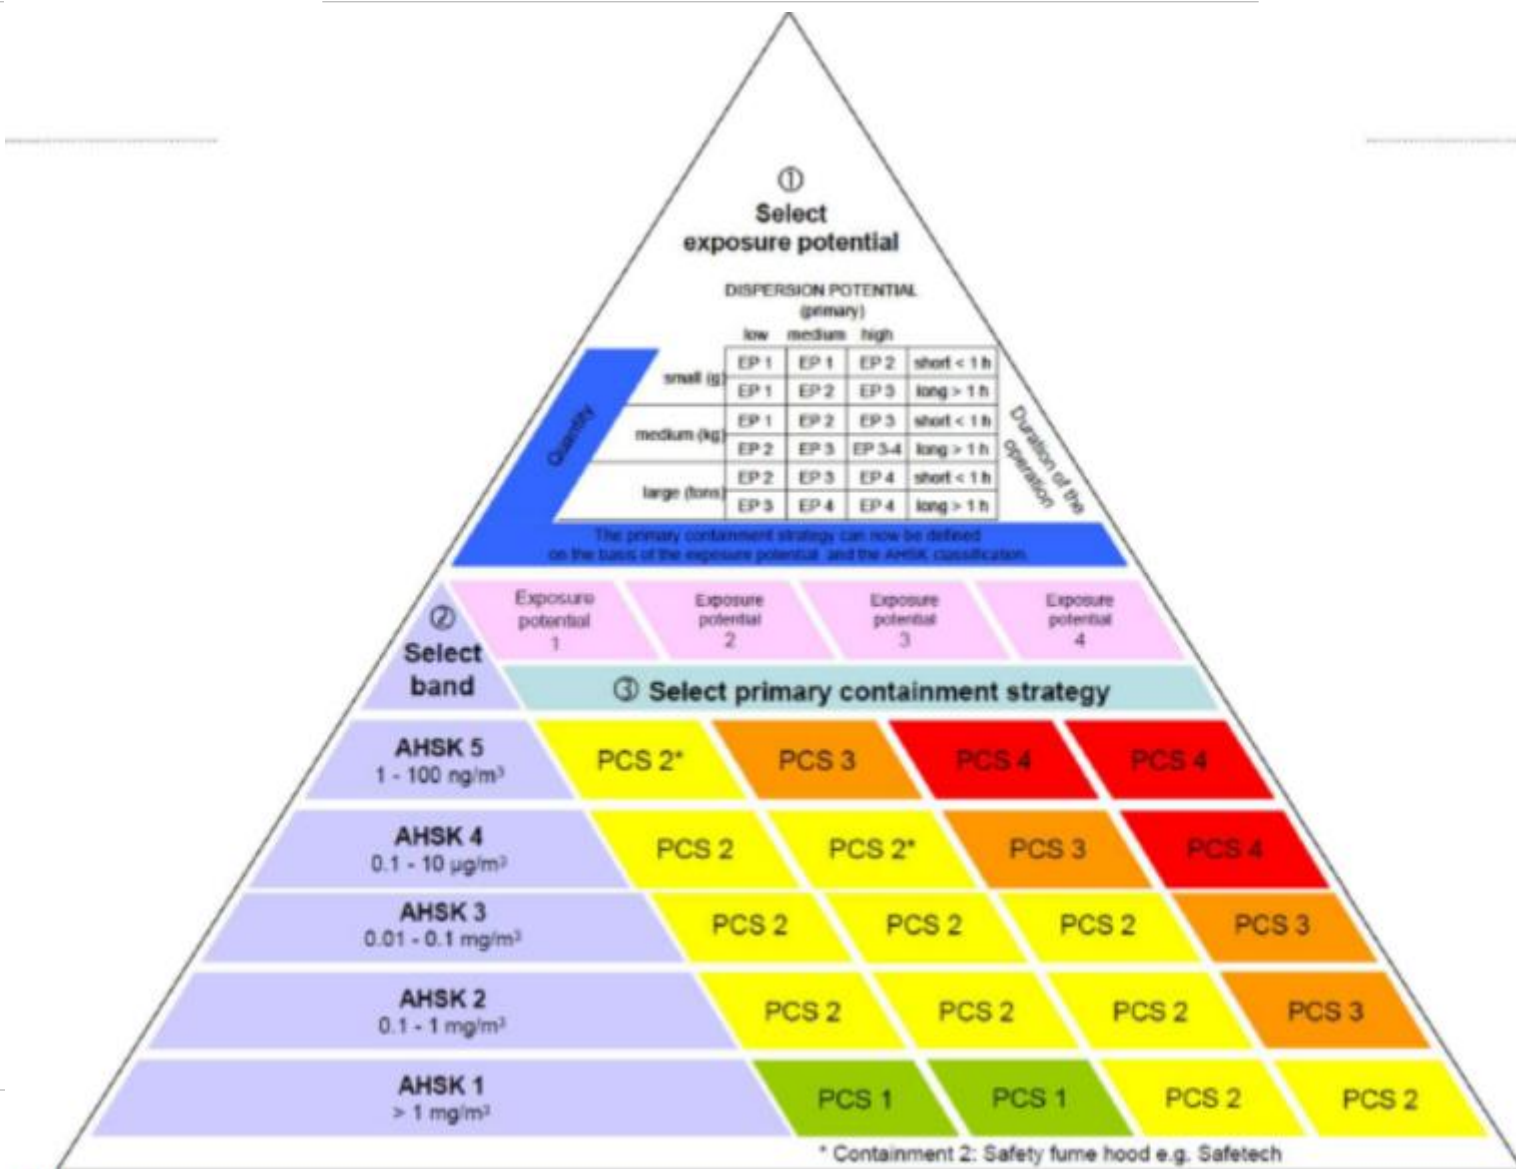 ①
Select
exposure potential
DISPERSION POTENTIAL
(primary)
low medium high
small (g) EP 1 EP 1 EP 2 short < 1 h
EP 1 EP 2 EP 3 long > 1 h
medium (kg) EP 1 EP 2 EP 3 short < 1 h
EP 2 EP 3 EP 3-4 long > 1 h
large (tons) EP 2 EP 3 EP 4 short < 1 h
EP 3 EP 4 EP 4 long > 1 h
Quantity
Duration of the
operation
The primary containment strategy can now be defined
on the basis of the exposure potential and the AHSK classification
②
Select
band
Exposure potential 1
Exposure potential 2
Exposure potential 3
Exposure potential 4
③ Select primary containment strategy
AHSK 5
1 - 100 ng/m³
PCS 2* PCS 3 PCS 4 PCS 4
AHSK 4
0.1 - 10 µg/m³
PCS 2 PCS 2* PCS 3 PCS 4
AHSK 3
0.01 - 0.1 mg/m³
PCS 2 PCS 2 PCS 2 PCS 3
AHSK 2
0.1 - 1 mg/m³
PCS 2 PCS 2 PCS 2 PCS 3
AHSK 1
> 1 mg/m³
PCS 1 PCS 1 PCS 2 PCS 2
* Containment 2: Safety fume hood e.g. Safetech